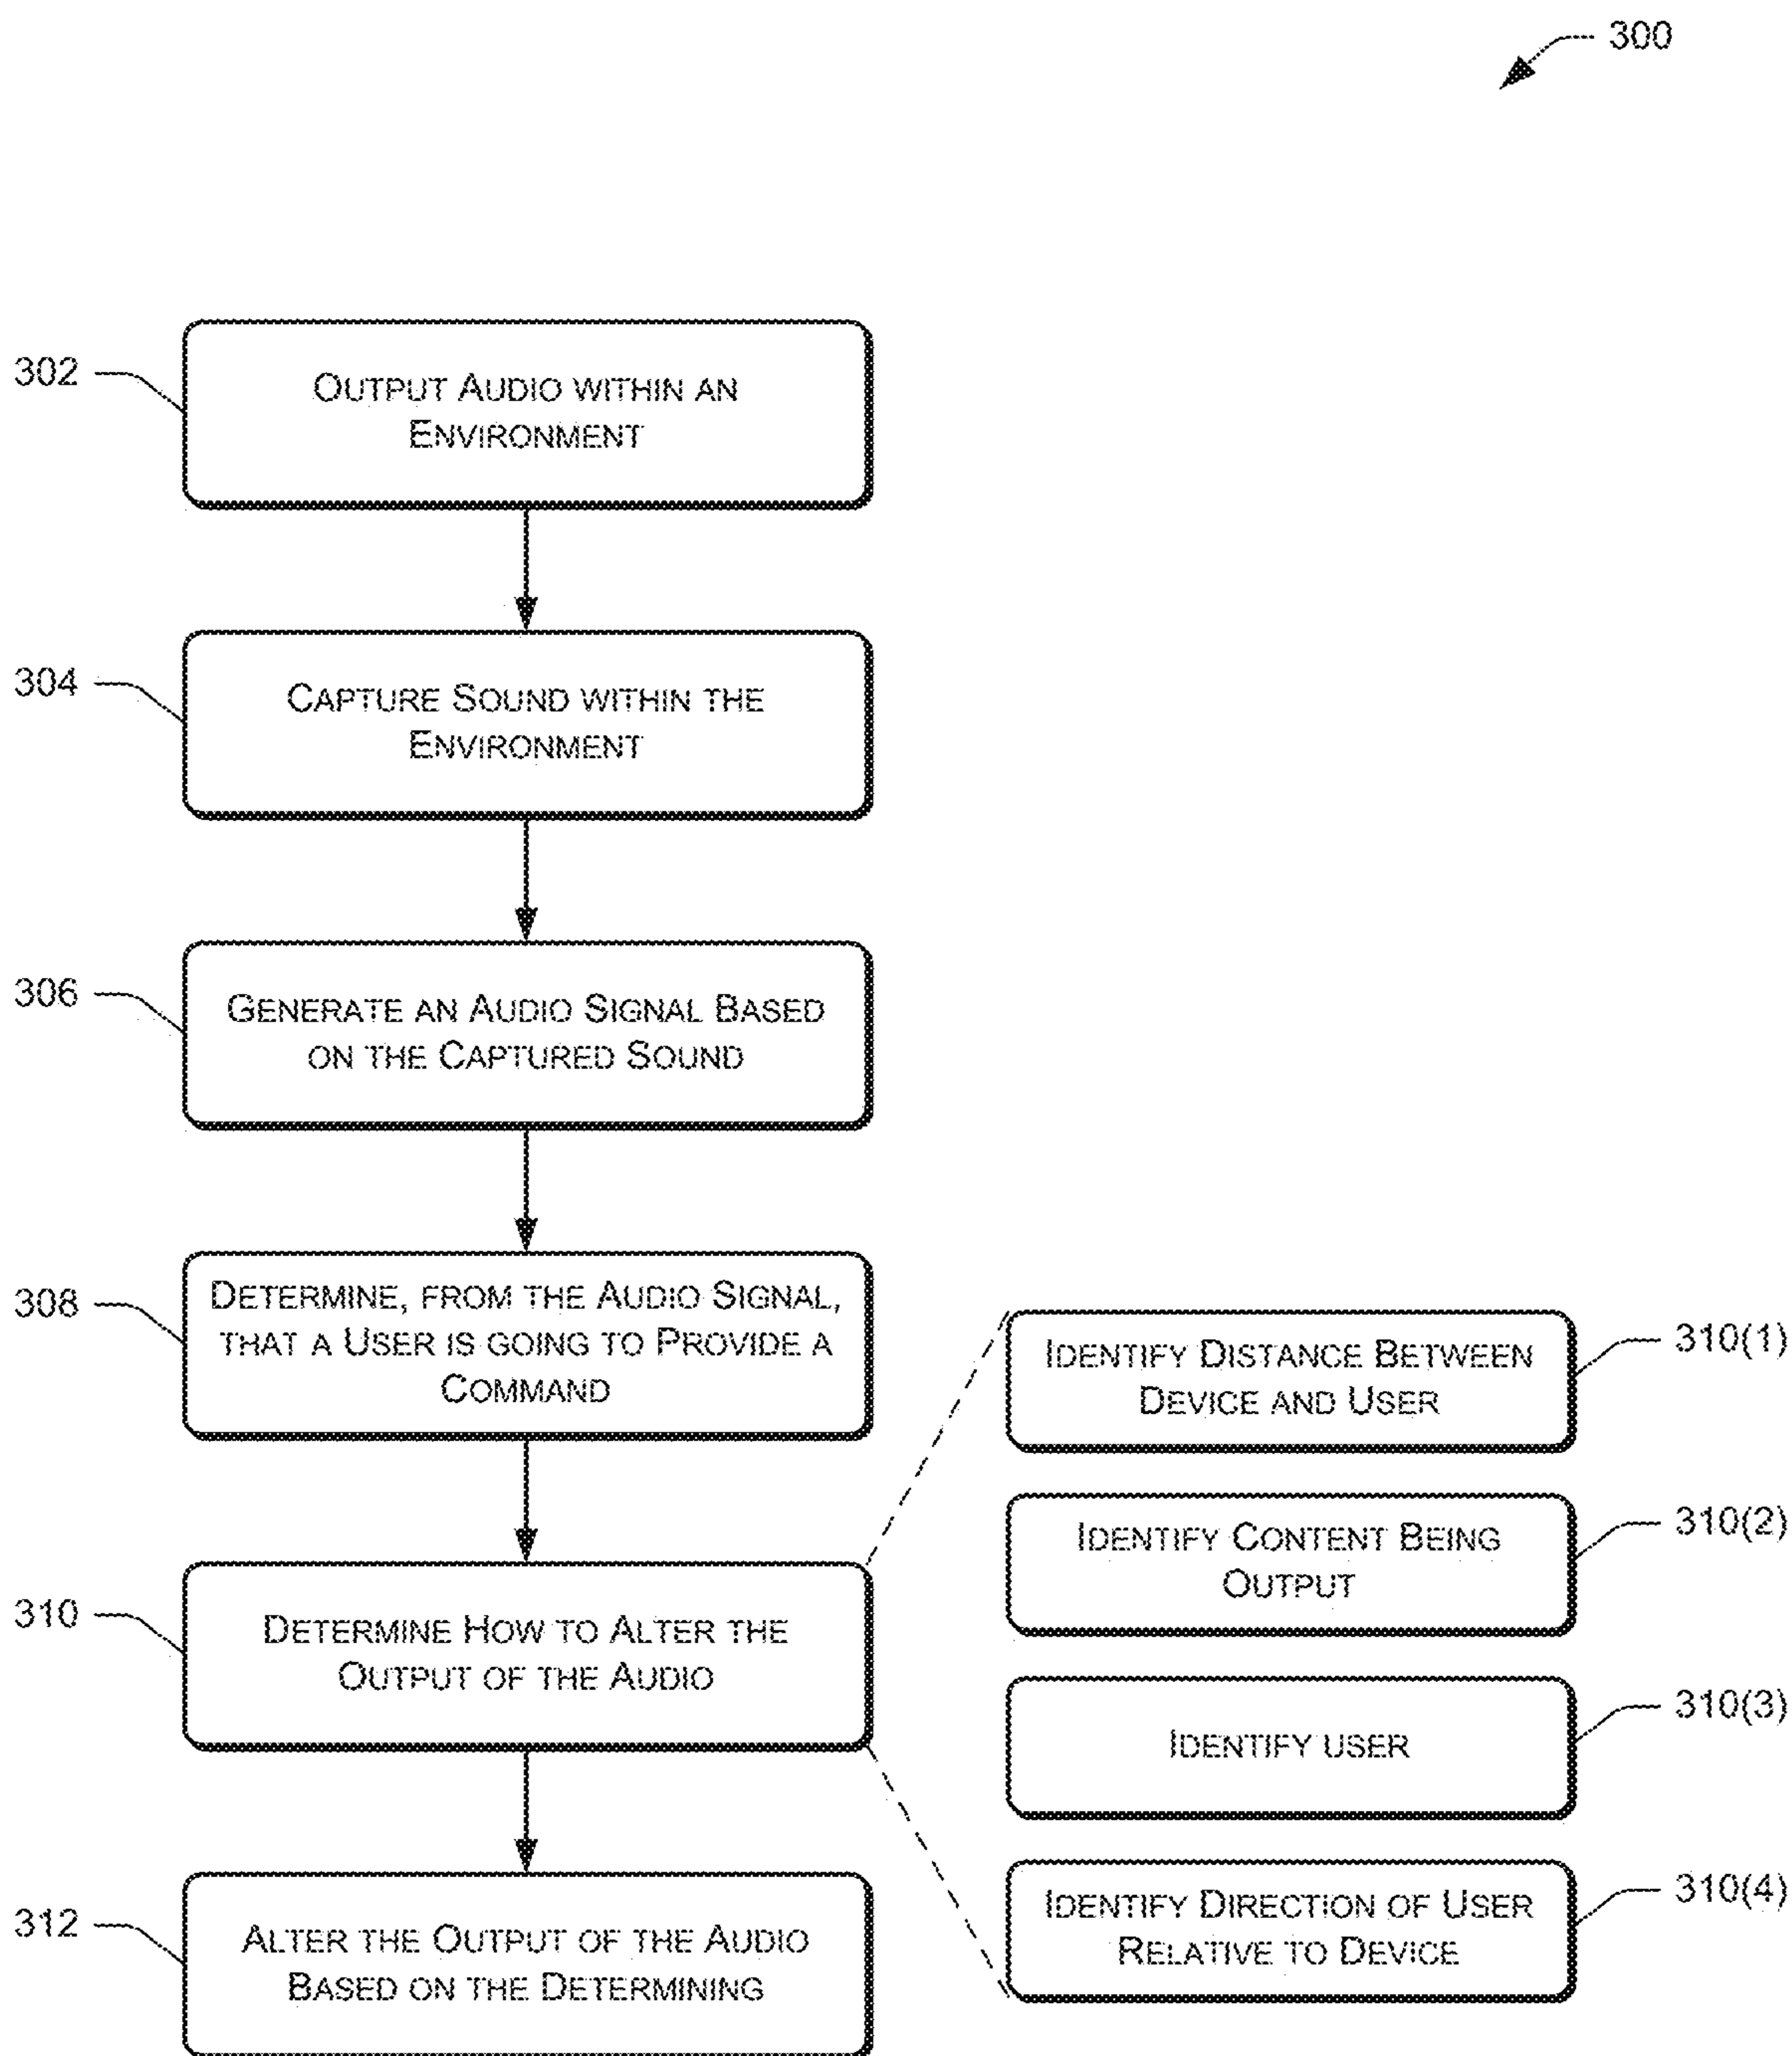 300
302
OUTPUT AUDIO WITHIN AN
ENVIRONMENT
304
CAPTURE SOUND WITHIN THE
ENVIRONMENT
306
GENERATE AN AUDIO SIGNAL BASED
ON THE CAPTURED SOUND
308
DETERMINE, FROM THE AUDIO SIGNAL,
THAT A USER IS GOING TO PROVIDE A
COMMAND
310
DETERMINE HOW TO ALTER THE
OUTPUT OF THE AUDIO
312
ALTER THE OUTPUT OF THE AUDIO
BASED ON THE DETERMINING
IDENTIFY DISTANCE BETWEEN
DEVICE AND USER
310(1)
IDENTIFY CONTENT BEING
OUTPUT
310(2)
IDENTIFY USER
310(3)
IDENTIFY DIRECTION OF USER
RELATIVE TO DEVICE
310(4)